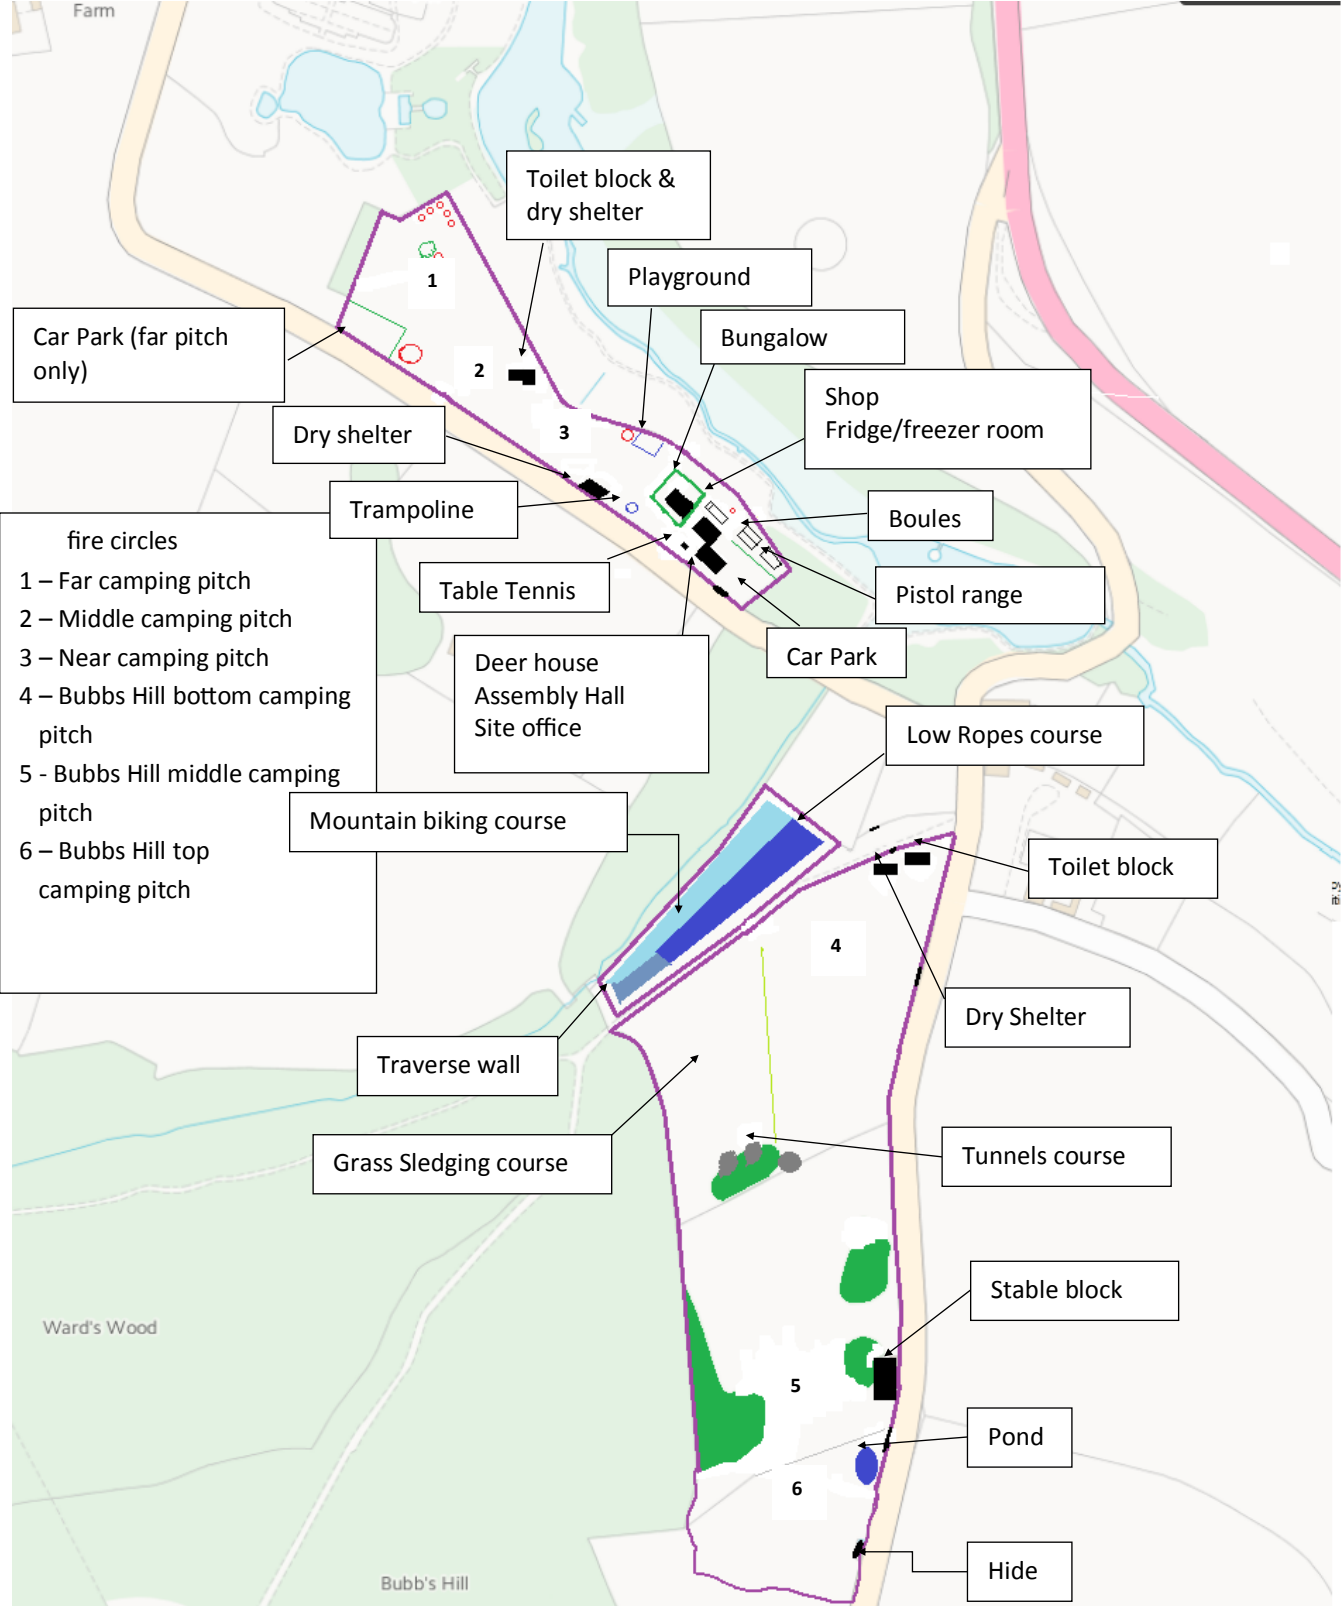 Farm
Toilet block &
dry shelter
Playground
1
Bungalow
Car Park (far pitch
only)
2
Shop
Fridge/freezer room
Dry shelter
3
Trampoline
Boules
fire circles
1 – Far camping pitch
2 – Middle camping pitch
3 – Near camping pitch
4 – Bubbs Hill bottom camping
pitch
5 - Bubbs Hill middle camping
pitch
6 – Bubbs Hill top
camping pitch
Table Tennis
Pistol range
Car Park
Deer house
Assembly Hall
Site office
Low Ropes course
Mountain biking course
Toilet block
4
Dry Shelter
Traverse wall
Grass Sledging course
Tunnels course
Stable block
Ward's Wood
5
Pond
6
Hide
Bubb's Hill